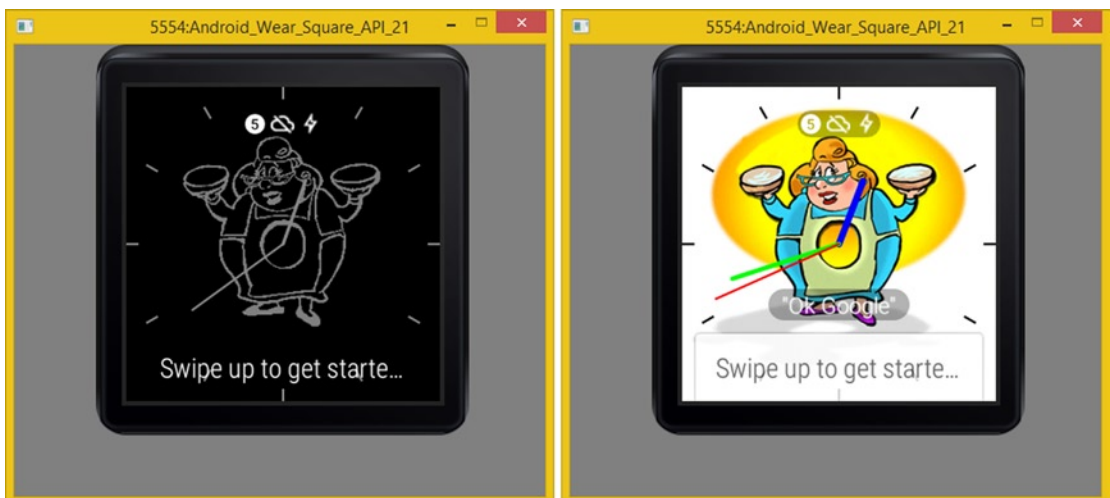 5554:Android_Wear_Square_API_21
5
Swipe up to get starte...
5554:Android_Wear_Square_API_21
5
"Ok Google"
Swipe up to get starte...